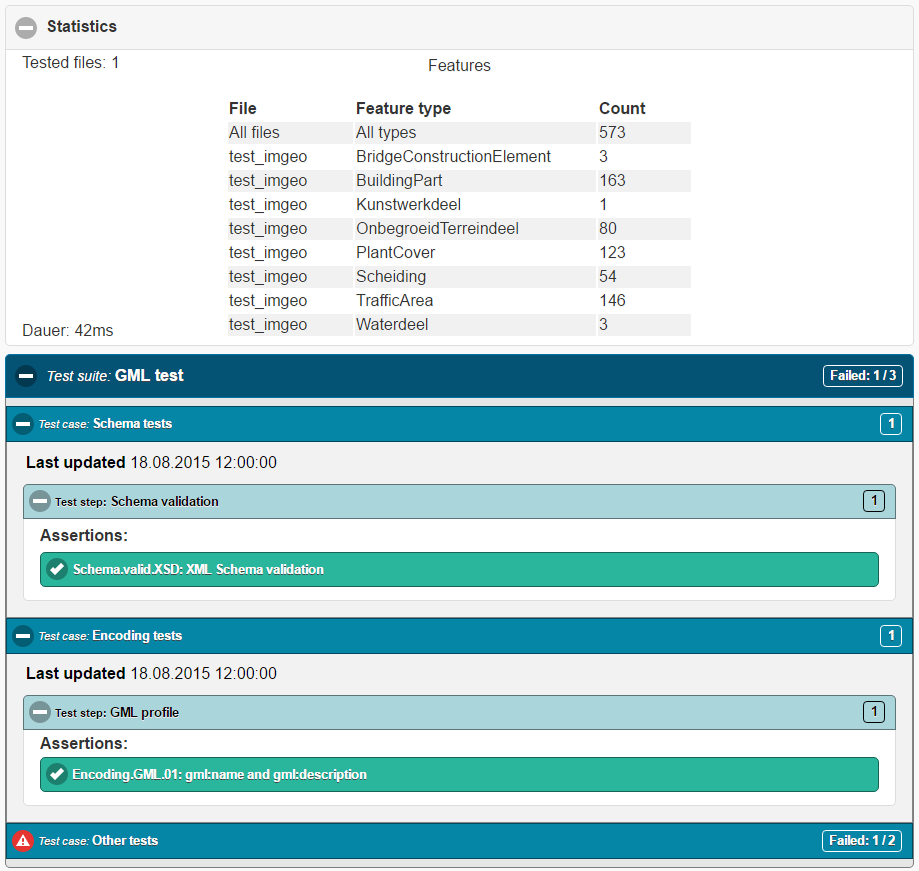 Statistics
Tested files: 1
Features
File Feature type Count
All files All types 573
test_imgeo BridgeConstructionElement 3
test_imgeo BuildingPart 163
test_imgeo Kunstwerkdeel 1
test_imgeo OnbegroeidTerreindeel 80
test_imgeo PlantCover 123
test_imgeo Scheiding 54
test_imgeo TrafficArea 146
test_imgeo Waterdeel 3
Dauer: 42ms
Test suite: GML test Failed: 1 / 3
Test case: Schema tests 1
Last updated 18.08.2015 12:00:00
Test step: Schema validation 1
Assertions:
Schema.valid.XSD: XML Schema validation
Test case: Encoding tests 1
Last updated 18.08.2015 12:00:00
Test step: GML profile 1
Assertions:
Encoding.GML.01: gml:name and gml:description
Test case: Other tests Failed: 1 / 2